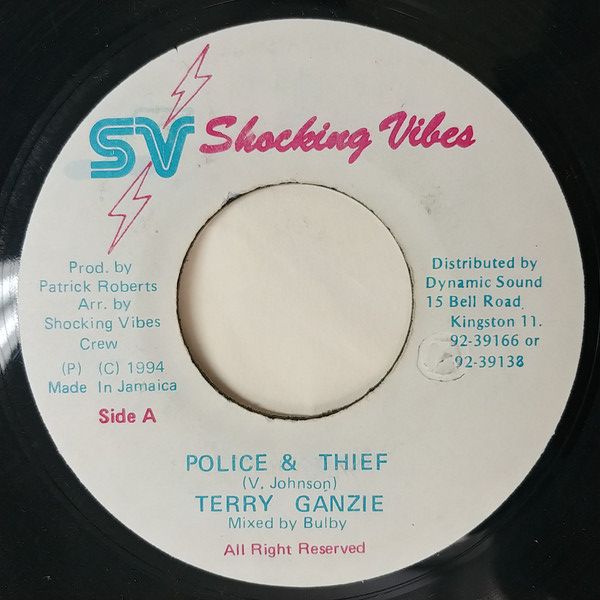 SV Shocking Vibes
Prod. by
Patrick Roberts
Arr. by
Shocking Vibes
Crew
(P) (C) 1994
Made In Jamaica
Side A
Distributed by
Dynamic Sound
15 Bell Road
Kingston 11.
92-39166 or
92-39138
POLICE & THIEF
(V. Johnson)
TERRY GANZIE
Mixed by Bulby
All Right Reserved